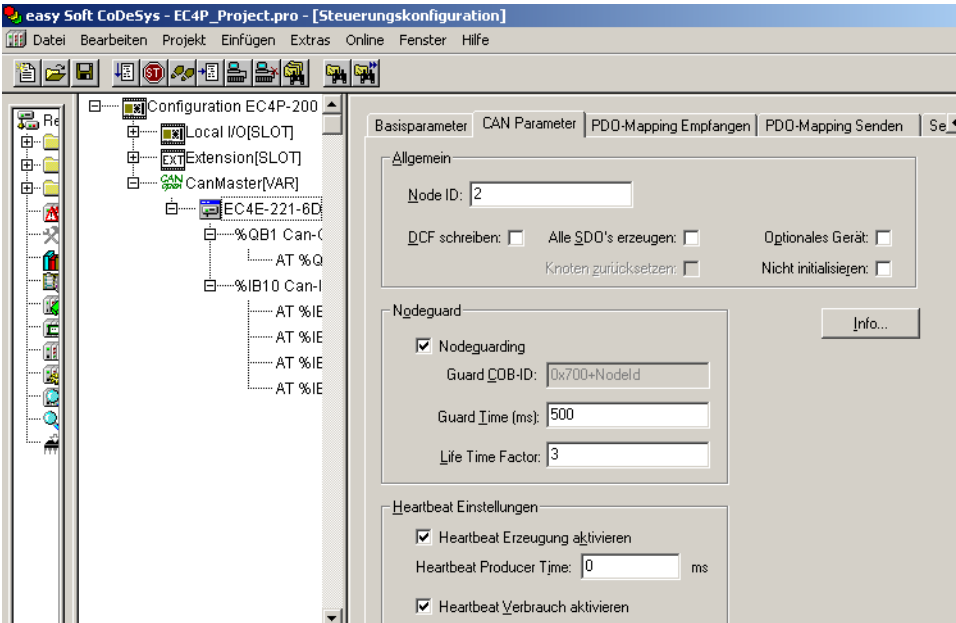 easy Soft CoDeSys - EC4P_Project.pro - [Steuerungskonfiguration]
Datei Bearbeiten Projekt Einfügen Extras Online Fenster Hilfe
Re
Configuration EC4P-200
Local I/O[SLOT]
EXT Extension[SLOT]
CAN open CanMaster[VAR]
EC4E-221-6D
%QB1 Can-
AT %Q
%IB10 Can-I
AT %IE
AT %IE
AT %IE
AT %IE
Basisparameter CAN Parameter PDO-Mapping Empfangen PDO-Mapping Senden Se
Allgemein
Node ID: 2
DCF schreiben: Alle SDO's erzeugen: Optionales Gerät:
Knoten zurücksetzen: Nicht initialisieren:
Nodeguard
Info...
Nodeguarding
Guard COB-ID: 0x700+NodeId
Guard Time (ms): 500
Life Time Factor: 3
Heartbeat Einstellungen
Heartbeat Erzeugung aktivieren
Heartbeat Producer Time: 0 ms
Heartbeat Verbrauch aktivieren